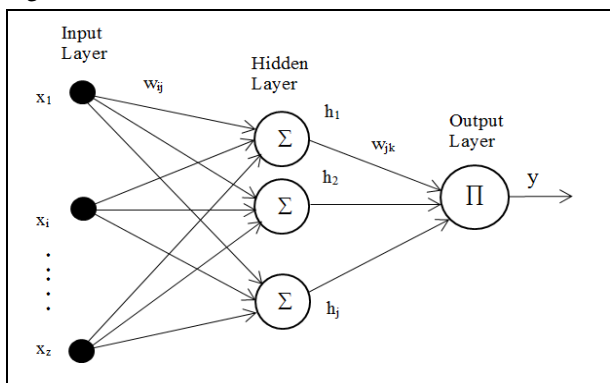 Input
Layer
Hidden
Layer
Output
Layer
x1
xi
xz
wij
h1
h2
hj
wjk
Σ
Σ
Σ
Π
y